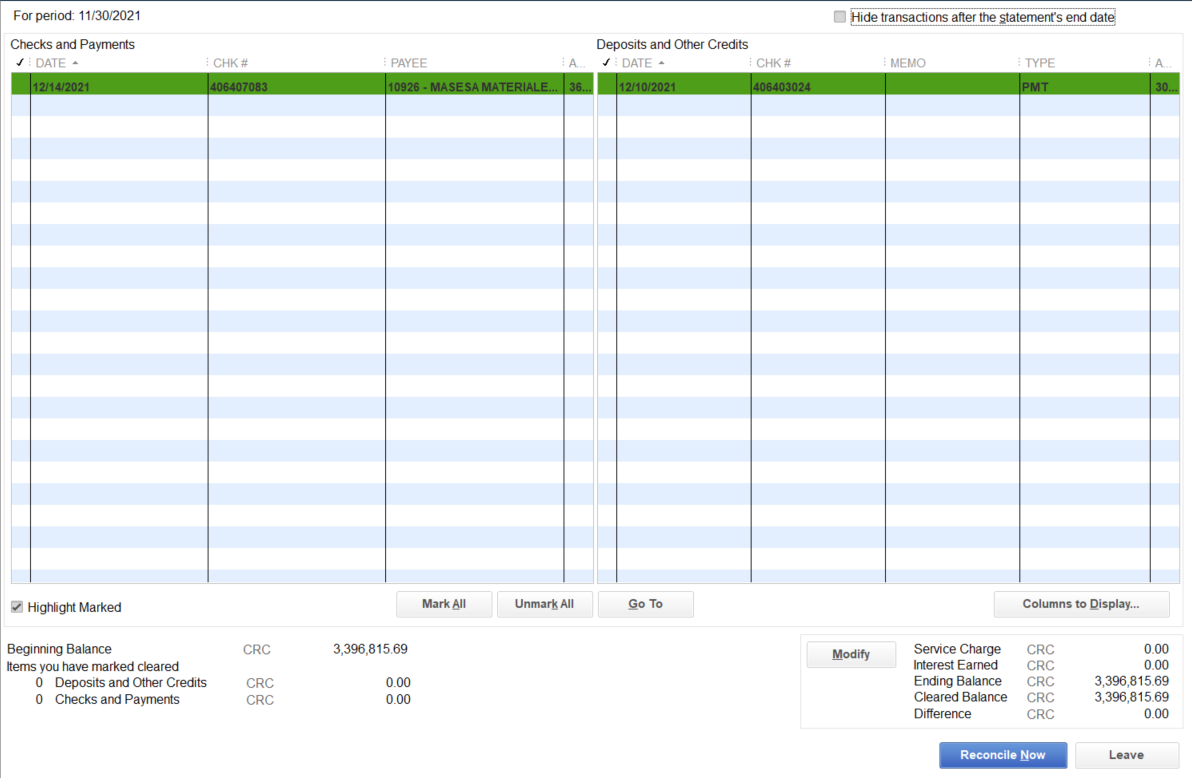 For period: 11/30/2021
Hide transactions after the statement's end date
Checks and Payments
✓ DATE CHK # PAYEE A...
12/14/2021 406407083 10926 - MASESA MATERIALE... 36...
Deposits and Other Credits
✓ DATE CHK # MEMO TYPE A...
12/10/2021 406403024 PMT 30...
Highlight Marked
Mark All Unmark All Go To Columns to Display...
Beginning Balance CRC 3,396,815.69
Items you have marked cleared
0 Deposits and Other Credits CRC 0.00
0 Checks and Payments CRC 0.00
Modify
Service Charge CRC 0.00
Interest Earned CRC 0.00
Ending Balance CRC 3,396,815.69
Cleared Balance CRC 3,396,815.69
Difference CRC 0.00
Reconcile Now Leave